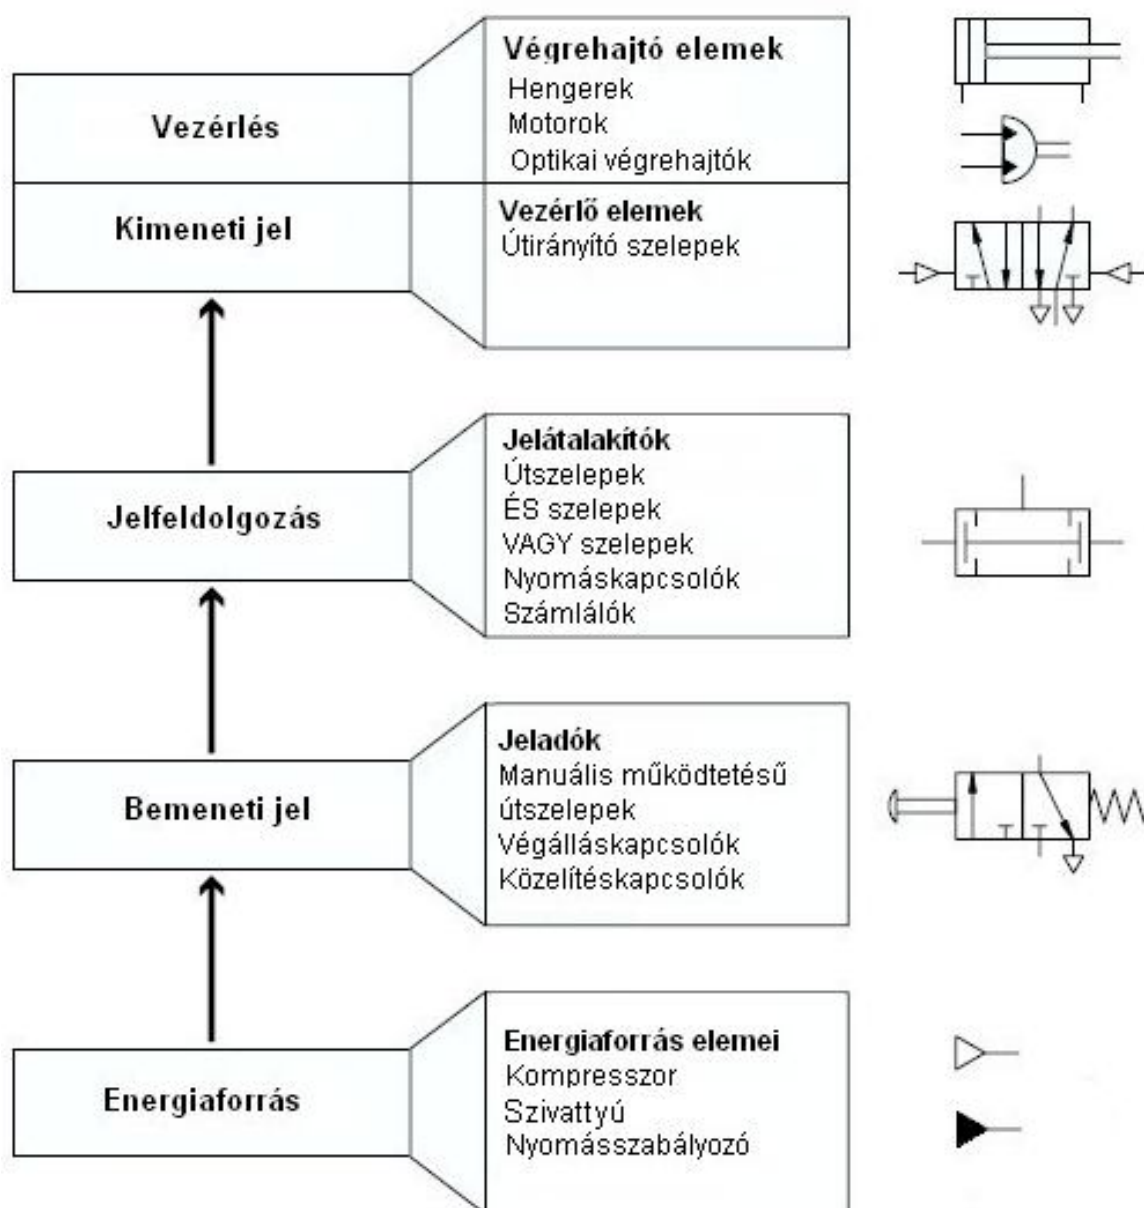 Vezérlés
Végrehajtó elemek
Hengerek
Motorok
Optikai végrehajtók
Kimeneti jel
Vezérlő elemek
Útirányító szelepek
Jelfeldolgozás
Jelátalakítók
Útszelepek
ÉS szelepek
VAGY szelepek
Nyomáskapcsolók
Számlálók
Bemeneti jel
Jeladók
Manuális működtetésű
útszelepek
Végálláskapcsolók
Közelítéskapcsolók
Energiaforrás
Energiaforrás elemei
Kompresszor
Szivattyú
Nyomásszabályozó